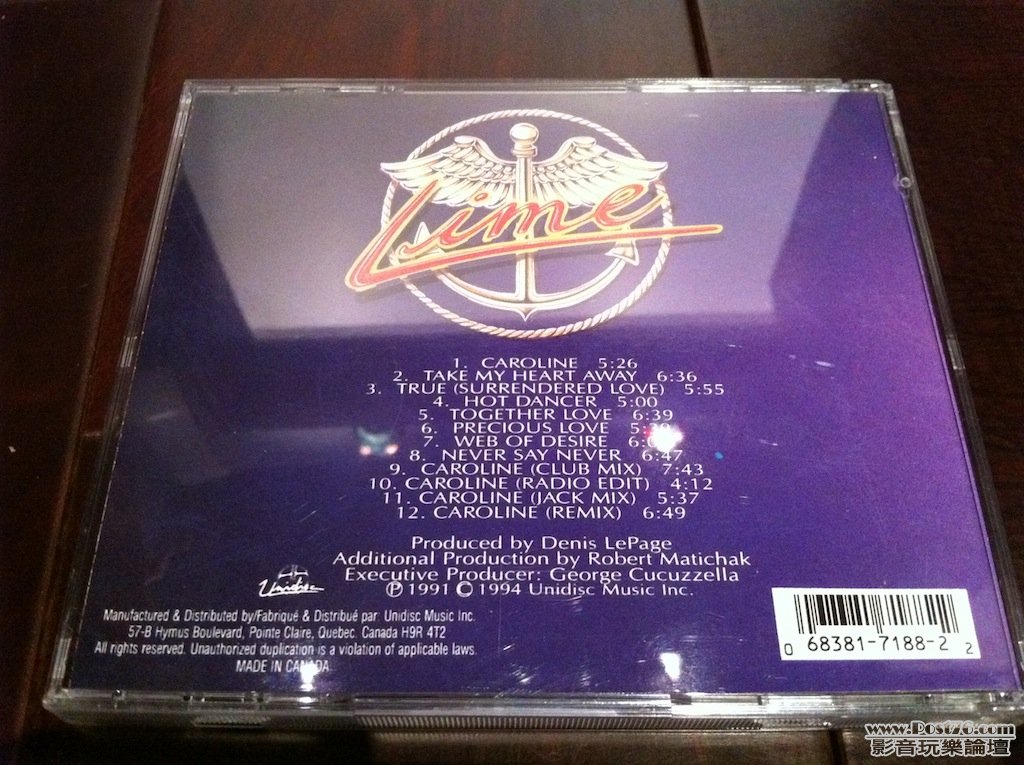 Lime
1. CAROLINE 5:26
2. TAKE MY HEART AWAY 6:36
3. TRUE (SURRENDERED LOVE) 5:55
4. HOT DANCER 5:00
5. TOGETHER LOVE 6:39
6. PRECIOUS LOVE
7. WEB OF DESIRE
8. NEVER SAY NEVER 6:47
9. CAROLINE (CLUB MIX) 7:43
10. CAROLINE (RADIO EDIT) 4:12
11. CAROLINE (JACK MIX) 5:37
12. CAROLINE (REMIX) 6:49
Produced by Denis LePage
Additional Production by Robert Matichak
Executive Producer: George Cucuzzella
℗ 1991 © 1994 Unidisc Music Inc.
Unidisc
Manufactured & Distributed by/Fabriqué & Distribué par: Unidisc Music Inc.
57-B Hymus Boulevard, Pointe Claire, Quebec. Canada H9R 4T2
All rights reserved. Unauthorized duplication is a violation of applicable laws.
MADE IN CANADA
0 68381-7188-2 2
www.Post76.com
影音玩樂論壇